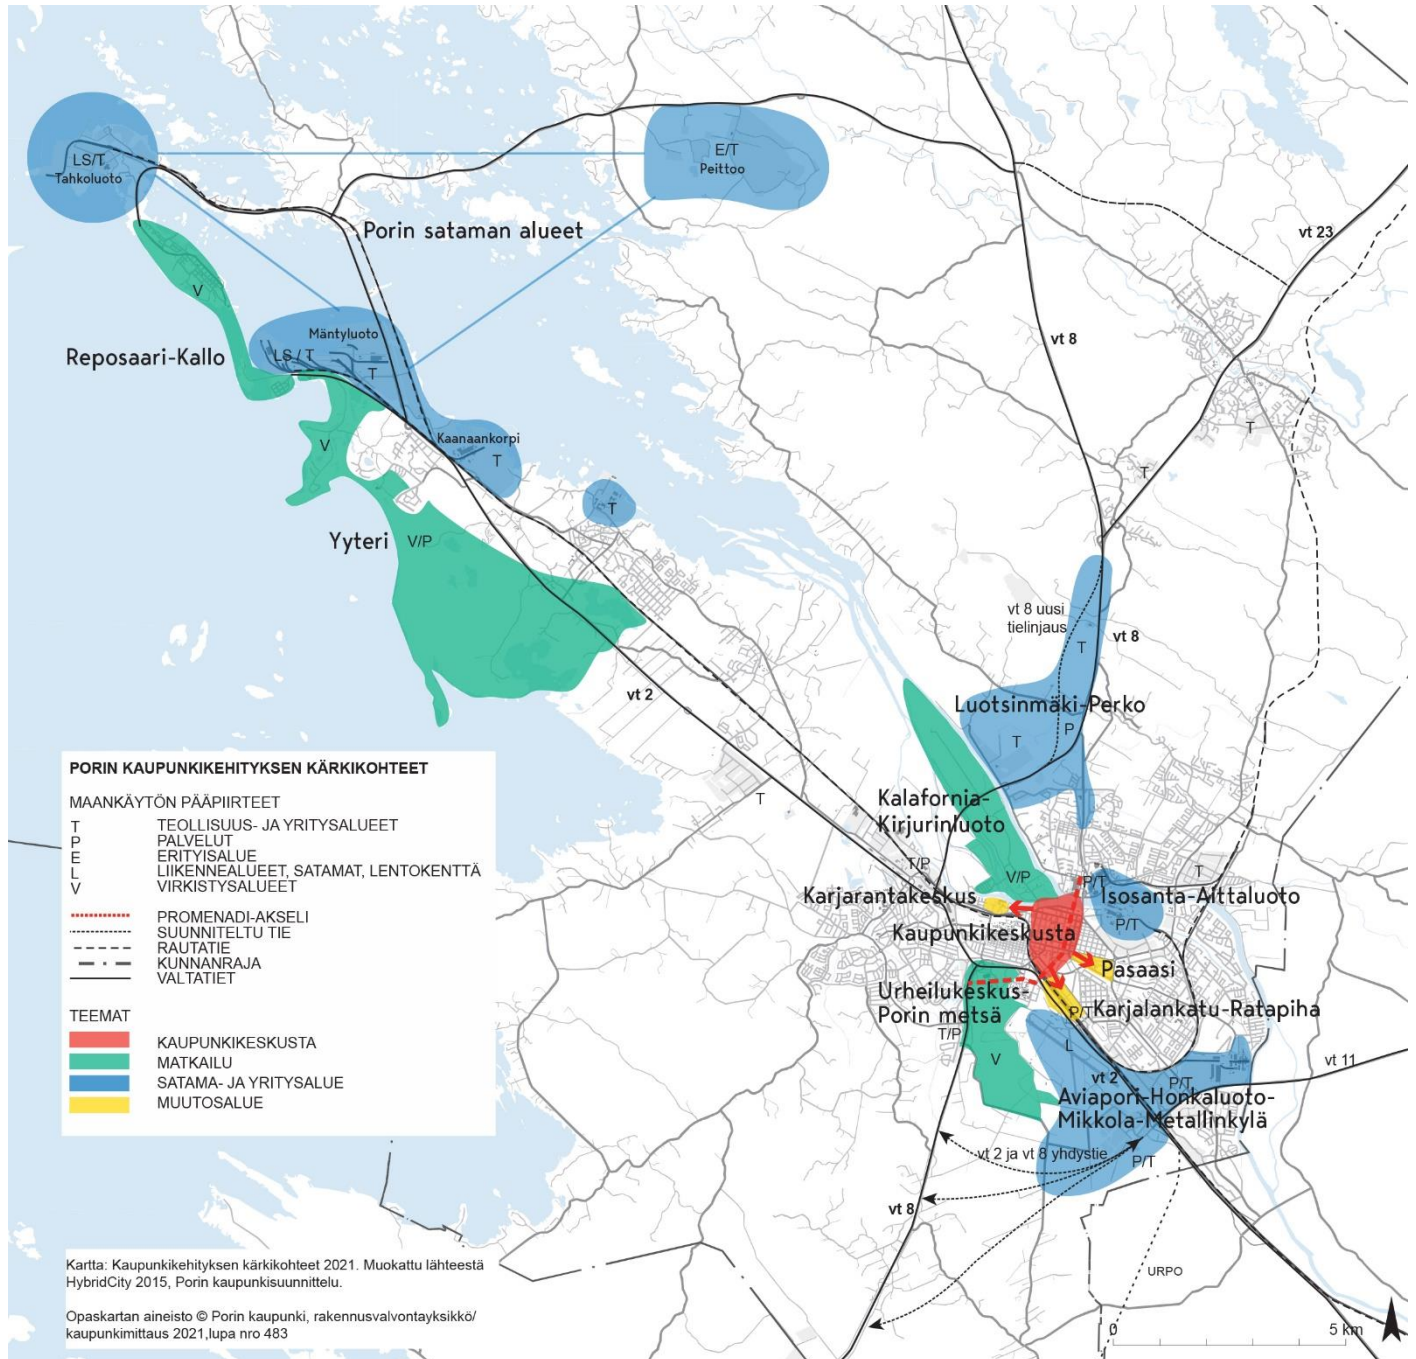 LS/T
Tahkoluoto
E/T
Peittoo
Porin sataman alueet
vt 23
V
vt 8
Mäntyluoto
LS / T
T
Reposaari-Kallo
V
Kaanaankorpi
T
T
T
T
Yyteri
V/P
vt 8 uusi
tielinjaus
vt 8
T
vt 2
Luotsinmäki-Perko
P
T
PORIN KAUPUNKIKEHITYKSEN KÄRKIKOHTEET
MAANKÄYTÖN PÄÄPIIRTEET
T TEOLLISUUS- JA YRITYSALUEET
P PALVELUT
E ERITYISALUE
L LIIKENNEALUEET, SATAMAT, LENTOKENTTÄ
V VIRKISTYSALUEET
PROMENADI-AKSELI
SUUNNITELTU TIE
RAUTATIE
KUNNANRAJA
VALTATIET
TEEMAT
KAUPUNKIKESKUSTA
MATKAILU
SATAMA- JA YRITYSALUE
MUUTOSALUE
T
Kalafornia-
Kirjurinluoto
T/P
V/P
P/T
T
Karjarantakeskus
Isosanta-Aittaluoto
P/T
Kaupunkikeskusta
Pasaasi
Urheilukeskus-
Porin metsä
P/T
Karjalankatu-Ratapiha
T/P
V
L
vt 2
P/T
vt 11
Aviapori-Honkaluoto-
Mikkola-Metallinkylä
vt 2 ja vt 8 yhdystie
P/T
vt 8
URPO
Kartta: Kaupunkikehityksen kärkikohteet 2021. Muokattu lähteestä
HybridCity 2015, Porin kaupunkisuunnittelu.
Opaskartan aineisto © Porin kaupunki, rakennusvalvontayksikkö/
kaupunkimittaus 2021,lupa nro 483
0
5 km